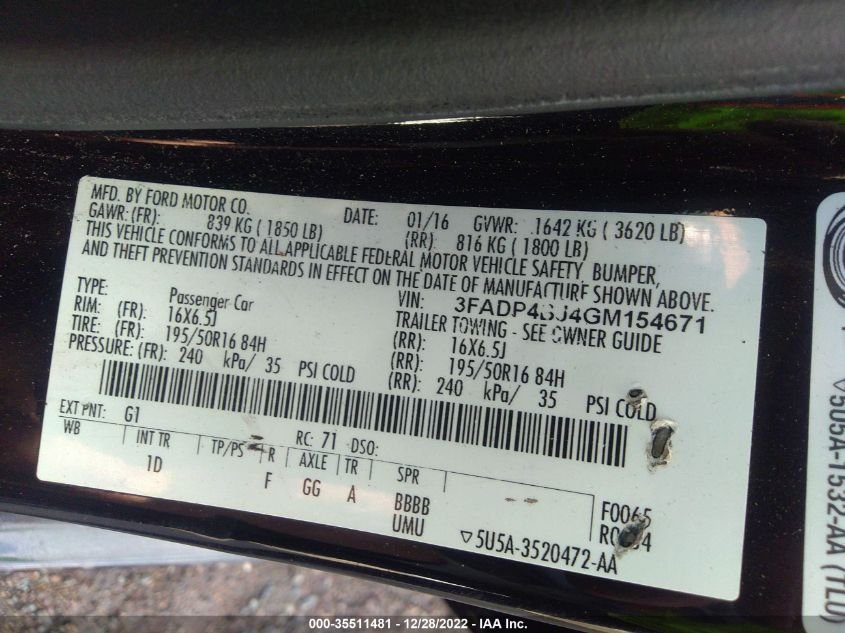 MFD. BY FORD MOTOR CO. DATE: 01/16 GVWR: 1642 KG ( 3620 LB)
GAWR: (FR): 839 KG ( 1850 LB) (RR): 816 KG ( 1800 LB)
THIS VEHICLE CONFORMS TO ALL APPLICABLE FEDERAL MOTOR VEHICLE SAFETY, BUMPER,
AND THEFT PREVENTION STANDARDS IN EFFECT ON THE DATE OF MANUFACTURE SHOWN ABOVE.
VIN: 3FADP4BJ4GM154671
TYPE: Passenger Car TRAILER TOWING - SEE OWNER GUIDE
RIM: (FR) 16X6.5J (RR): 16X6.5J
TIRE: (FR) 195/50R16 84H (RR): 195/50R16 84H
PRESSURE: (FR) 240 kPa/ 35 PSI COLD (RR): 240 kPa/ 35 PSI COLD
EXT PNT: G1 RC: 71 DSO:
WB INT TR TP/PS R AXLE TR SPR
1D F GG A BBBB F0065
UMU
▽5U5A-3520472-AA
▽5U5A-1532-AA (TL0)
000-35511481 - 12/28/2022 - IAA Inc.